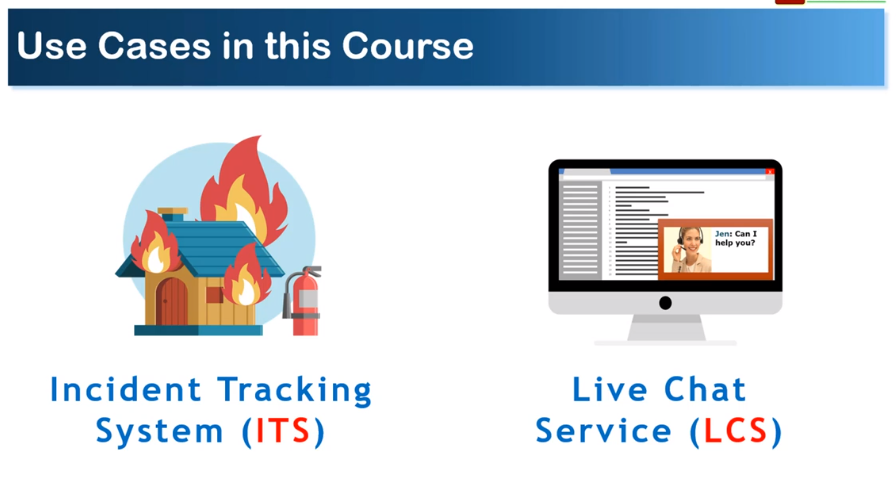 Use Cases in this Course
Jen: Can I
help you?
Incident Tracking
System (ITS)
Live Chat
Service (LCS)